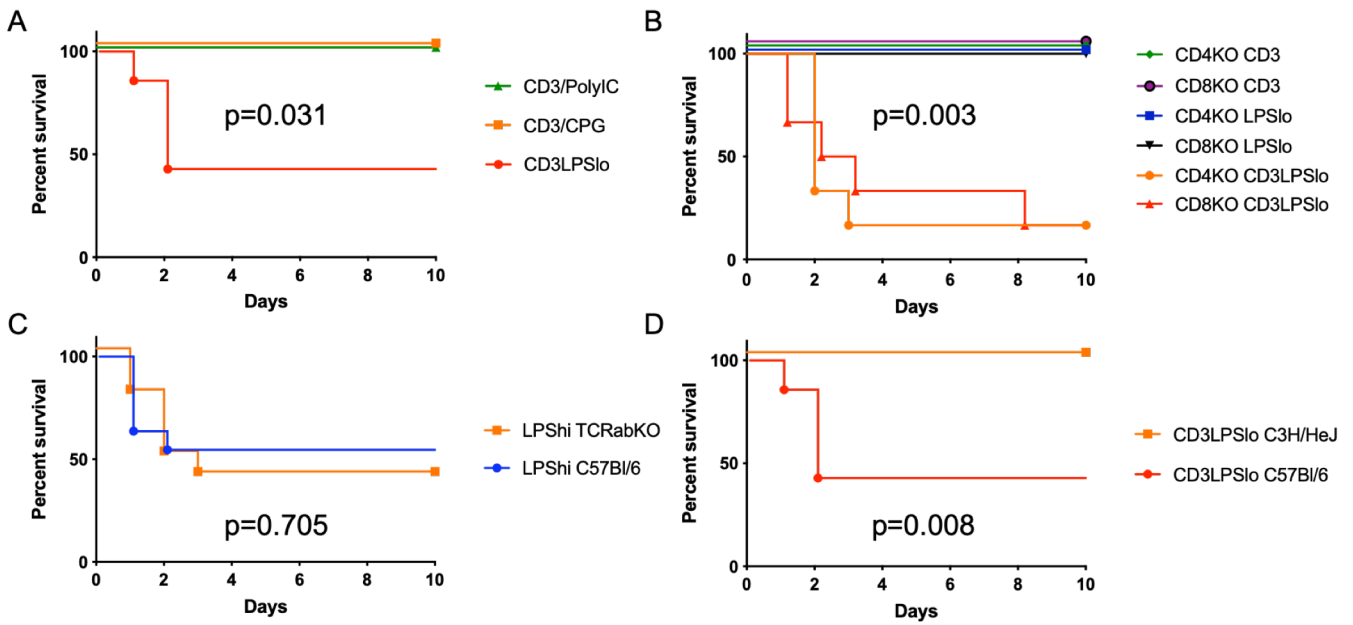 A
Percent survival
100
50
0
p=0.031
0 2 4 6 8 10
Days
CD3/PolyIC
CD3/CPG
CD3LPSlo
B
Percent survival
100
50
0
p=0.003
0 2 4 6 8 10
Days
CD4KO CD3
CD8KO CD3
CD4KO LPSlo
CD8KO LPSlo
CD4KO CD3LPSlo
CD8KO CD3LPSlo
C
Percent survival
100
50
0
p=0.705
0 2 4 6 8 10
Days
LPShi TCRabKO
LPShi C57Bl/6
D
Percent survival
100
50
0
p=0.008
0 2 4 6 8 10
Days
CD3LPSlo C3H/HeJ
CD3LPSlo C57Bl/6